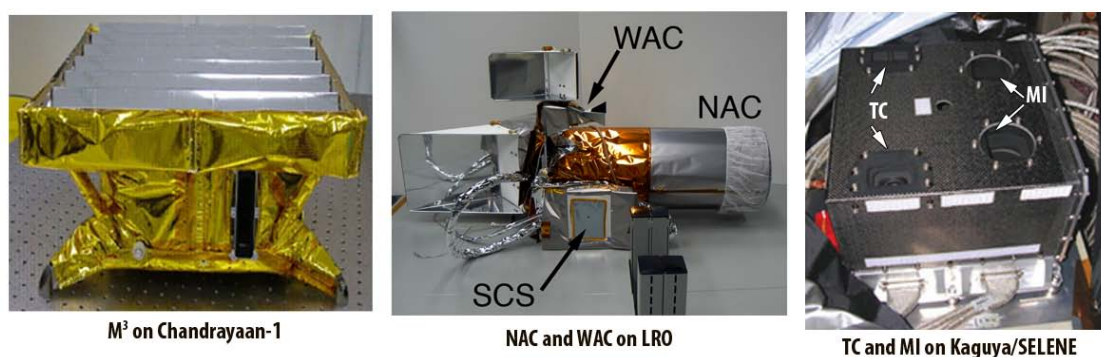 WAC
NAC
SCS
TC
MI
M³ on Chandrayaan-1
NAC and WAC on LRO
TC and MI on Kaguya/SELENE